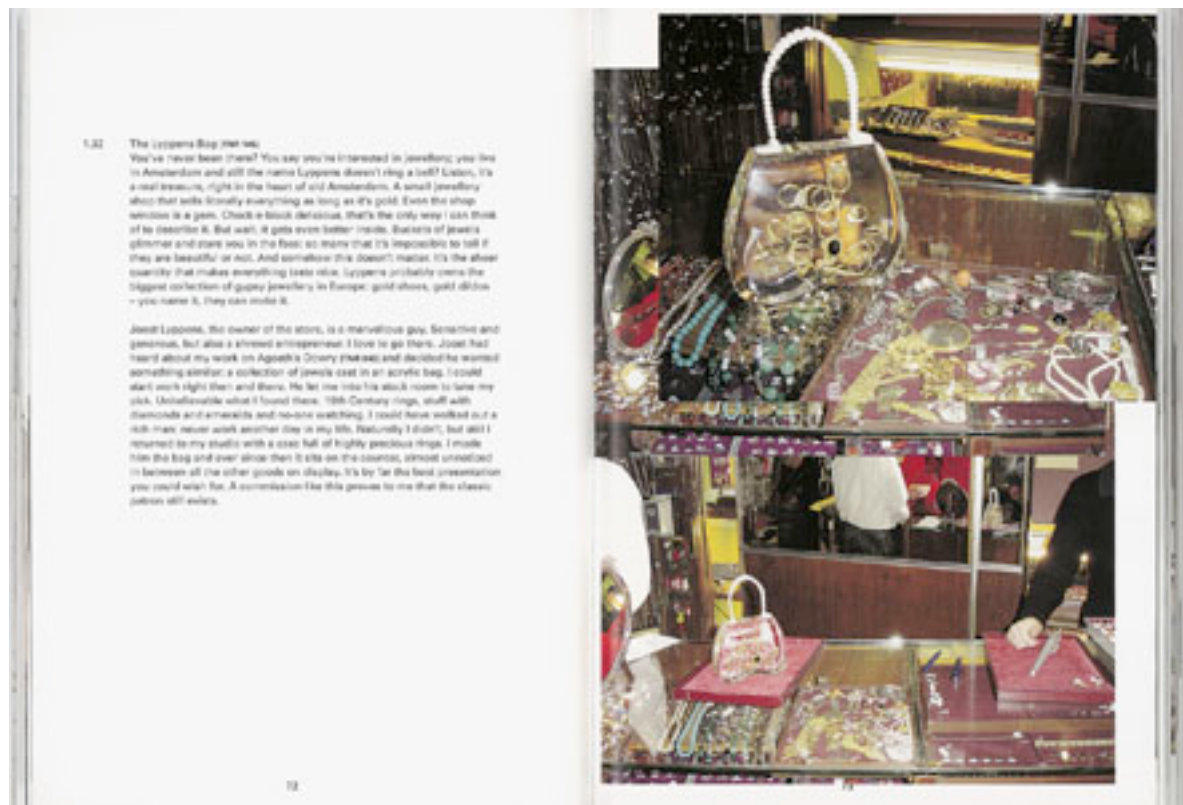 1.32 The Lyppens Bag
You've never been there? You say you're interested in jewellery; you live
in Amsterdam and still the name Lyppens doesn't ring a bell? Listen, it's
a real treasure, right in the heart of old Amsterdam. A small jewellery
shop that sells literally everything as long as it's gold. Even the shop
window is a gem. Chock-a-block delicious, that's the only way I can think
of to describe it. But wait, it gets even better inside. Buckets of jewels
glimmer and stare you in the face: so many that it's impossible to tell if
they are beautiful or not. And somehow this doesn't matter. It's the sheer
quantity that makes everything taste nice. Lyppens probably owns the
biggest collection of gypsy jewellery in Europe: gold shoes, gold dildos
– you name it, they can make it.
Joost Lyppens, the owner of the store, is a marvellous guy. Sensitive and
generous, but also a shrewd entrepreneur. I love to go there. Joost had
heard about my work on Dowry and decided he wanted
something similar: a collection of jewels cast in an acrylic bag. I could
start work right then and there. He let me into his stock room to take my
pick. Unbelievable what I found there: 19th Century rings, stuff with
diamonds and emeralds and no-one watching. I could have walked out a
rich man: never work another day in my life. Naturally I didn't, but still I
returned to my studio with a case full of highly precious rings. I made
him the bag and ever since then it sits on the counter, almost unnoticed
in between all the other goods on display. It's by far the best presentation
you could wish for. A commission like this proves to me that the classic
patron still exists.